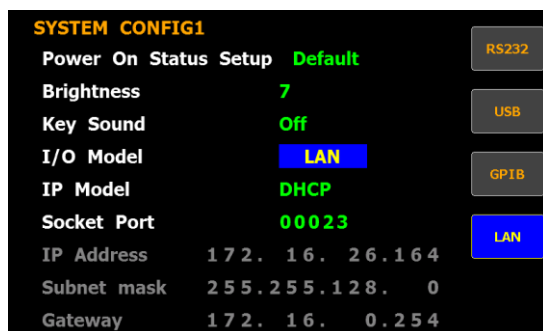 SYSTEM CONFIG1
Power On Status Setup Default
Brightness 7
Key Sound Off
I/O Model LAN
IP Model DHCP
Socket Port 00023
IP Address 172. 16. 26.164
Subnet mask 255.255.128. 0
Gateway 172. 16. 0.254
RS232
USB
GPIB
LAN